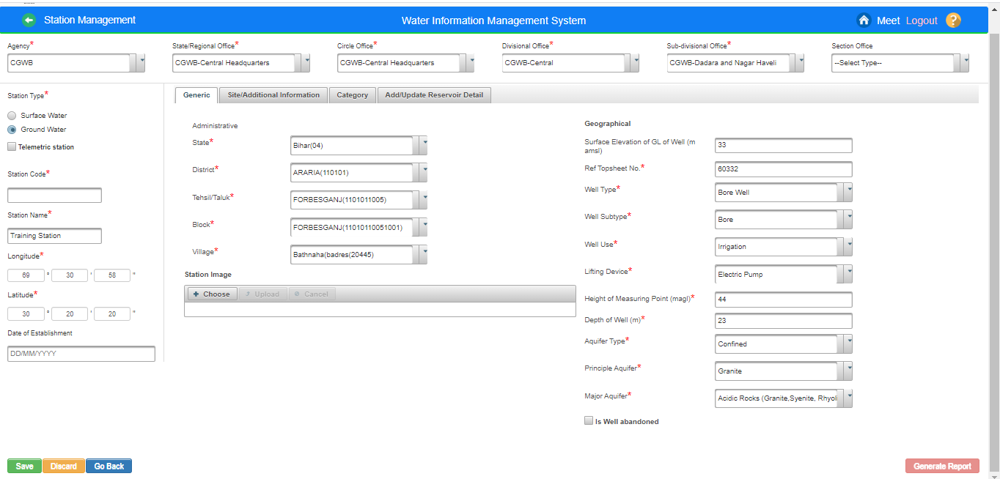 Station Management
Water Information Management System
Meet Logout ?
Agency*
State/Regional Office*
Circle Office*
Divisional Office*
Sub-divisional Office*
Section Office
CGWB
CGWB-Central Headquarters
CGWB-Central Headquarters
CGWB-Central
CGWB-Dadara and Nagar Haveli
--Select Type--
Station Type*
Surface Water
Ground Water
Telemetric station
Station Code*
Station Name*
Training Station
Longitude*
69 ° 30 ' 58 "
Latitude*
30 ° 20 ' 20 "
Date of Establishment
DD/MM/YYYY
Generic
Site/Additional Information
Category
Add/Update Reservoir Detail
Administrative
State* Bihar(04)
District* ARARIA(110101)
Tehsil/Taluk* FORBESGANJ(1101011005)
Block* FORBESGANJ(11010110051001)
Village* Bathnaha(badres(20445)
Station Image
+ Choose Upload Cancel
Geographical
Surface Elevation of GL of Well (m
amsl) 33
Ref Topsheet No.* 60332
Well Type* Bore Well
Well Subtype* Bore
Well Use* Irrigation
Lifting Device* Electric Pump
Height of Measuring Point (magl)* 44
Depth of Well (m)* 23
Aquifer Type* Confined
Principle Aquifer* Granite
Major Aquifer* Acidic Rocks (Granite,Syenite, Rhyoli
Is Well abandoned
Save Discard Go Back
Generate Report